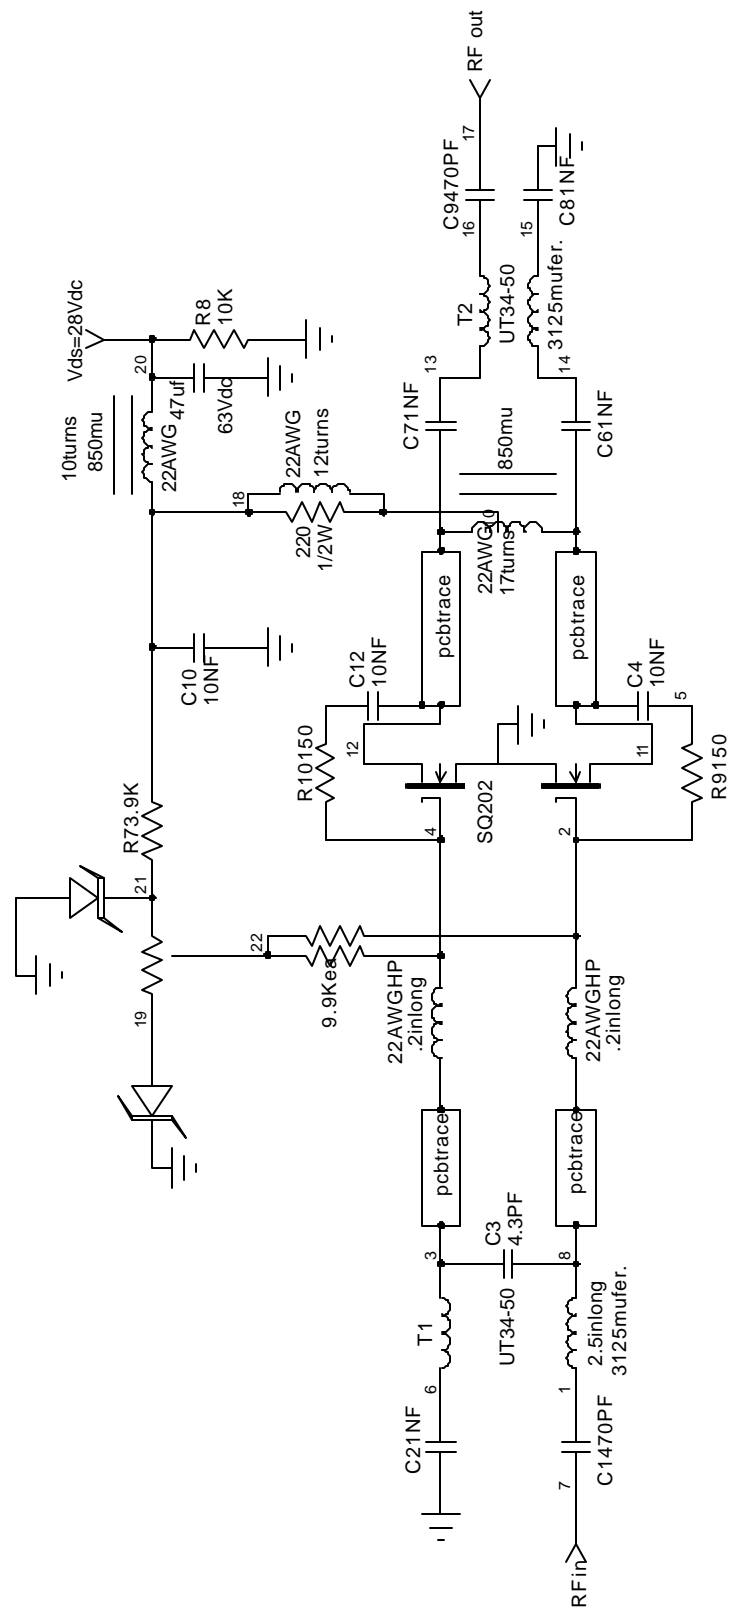 RF out
17
C9470PF
16
T2
UT34-50
13
C81NF
15
3125mufer.
14
C71NF
850mu
C61NF
Vds=28Vdc
20
R8
10K
47uf
63Vdc
10turns
850mu
22AWG
18
22AWG
12turns
220
1/2W
22AWG
17turns
pcbtrace
pcbtrace
C10
10NF
C12
10NF
C4
10NF
5
R10150
12
11
R9150
SQ202
4
2
R73.9K
21
19
22
9.9Kea
22AWGHP
.2inlong
22AWGHP
.2inlong
pcbtrace
pcbtrace
3
C3
4.3PF
8
T1
UT34-50
2.5inlong
3125mufer.
6
1
C21NF
C1470PF
7
RFin